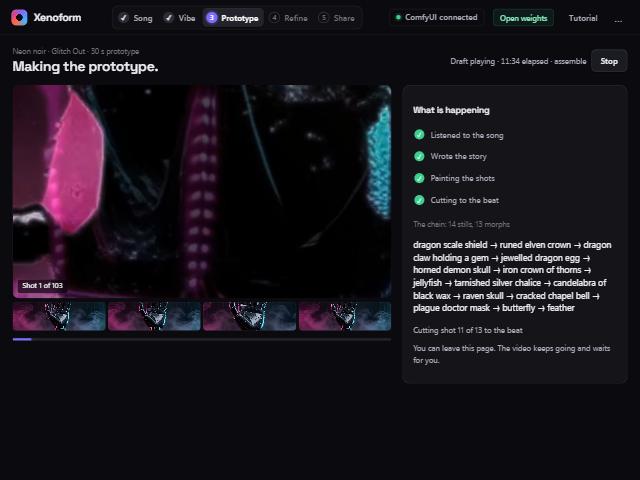 Xenoform
Song
Vibe
3 Prototype
4 Refine
5 Share
ComfyUI connected
Open weights
Tutorial
...
Neon noir · Glitch Out · 30 s prototype
Making the prototype.
Draft playing · 11:34 elapsed · assemble
Stop
Shot 1 of 103
What is happening
Listened to the song
Wrote the story
Painting the shots
Cutting to the beat
The chain: 14 stills, 13 morphs
dragon scale shield → runed elven crown → dragon
claw holding a gem → jewelled dragon egg →
horned demon skull → iron crown of thorns →
jellyfish → tarnished silver chalice → candelabra of
black wax → raven skull → cracked chapel bell →
plague doctor mask → butterfly → feather
Cutting shot 11 of 13 to the beat
You can leave this page. The video keeps going and waits
for you.